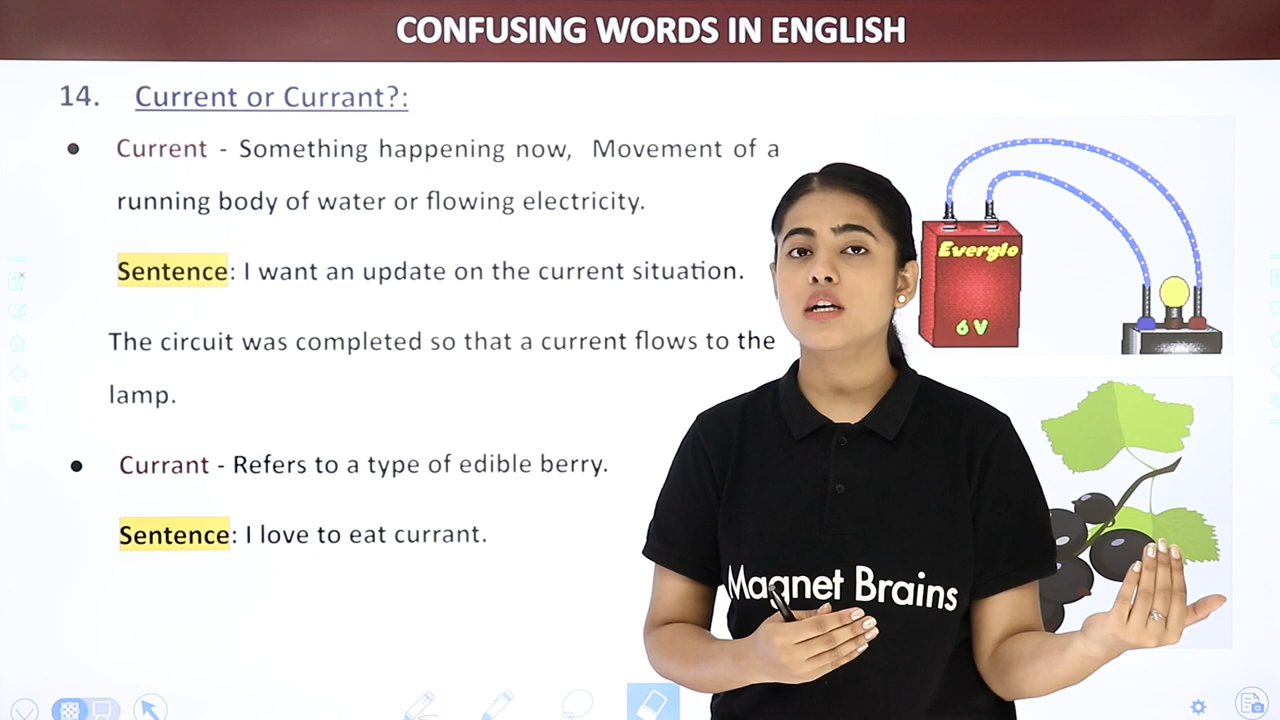 CONFUSING WORDS IN ENGLISH
14. Current or Currant?:
• Current - Something happening now, Movement of a
running body of water or flowing electricity.
Sentence: I want an update on the current situation.
The circuit was completed so that a current flows to the
lamp.
• Currant - Refers to a type of edible berry.
Sentence: I love to eat currant.
Everglo
6 V
Magnet Brains